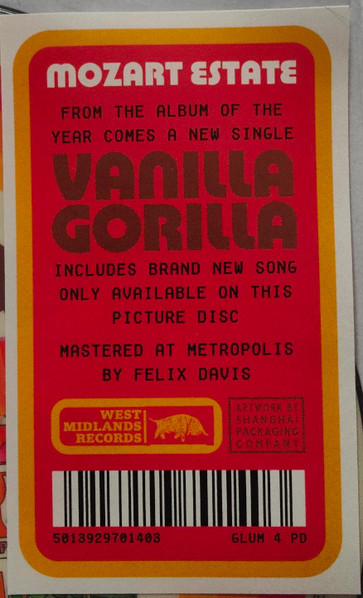 MOZART ESTATE
FROM THE ALBUM OF THE
YEAR COMES A NEW SINGLE
VANILLA
GORILLA
INCLUDES BRAND NEW SONG
ONLY AVAILABLE ON THIS
PICTURE DISC
MASTERED AT METROPOLIS
BY FELIX DAVIS
WEST
MIDLANDS
RECORDS
ARTWORK BY
SHANGHAI
PACKAGING
COMPANY
5013929701403 GLUM 4 PD